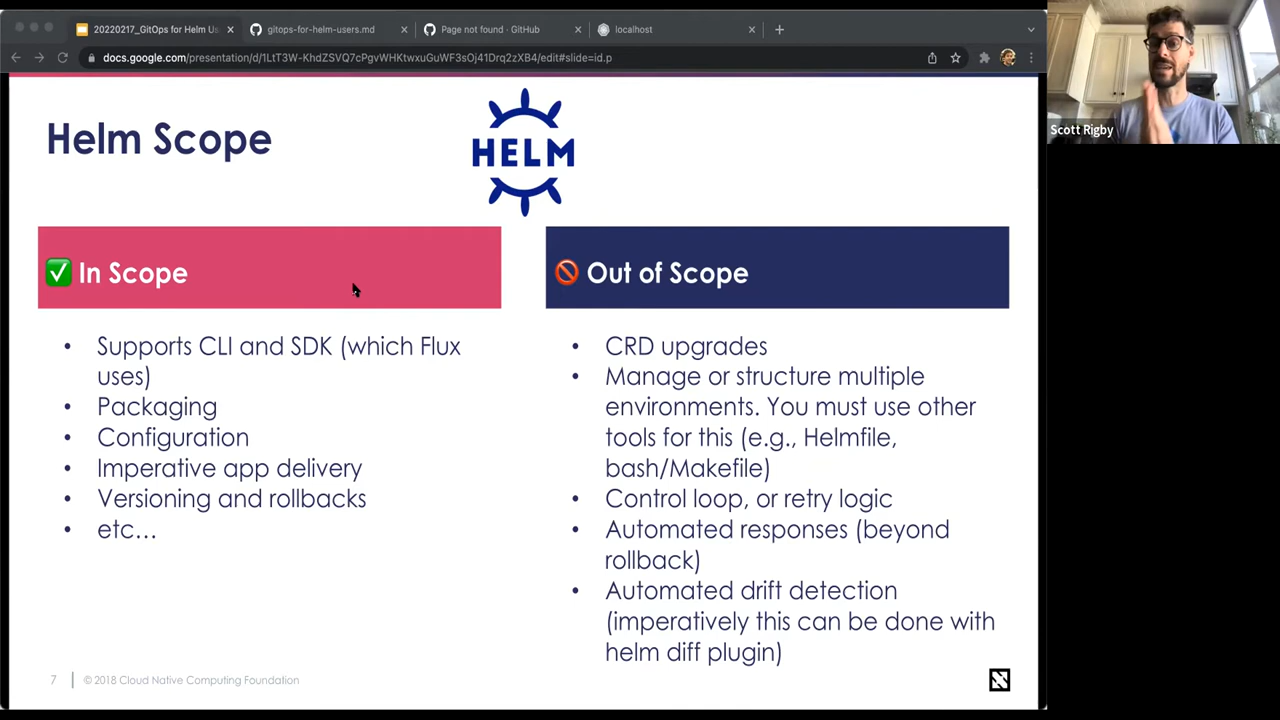 20220217_GitOps for Helm Us
gitops-for-helm-users.md
Page not found · GitHub
localhost
docs.google.com/presentation/d/1LtT3W-KhdZSVQ7cPgvWHKtwxuGuWF3sOj41Drq2zXB4/edit#slide=id.p
Scott Rigby
Helm Scope
HELM
✅ In Scope
• Supports CLI and SDK (which Flux
uses)
• Packaging
• Configuration
• Imperative app delivery
• Versioning and rollbacks
• etc…
🚫 Out of Scope
• CRD upgrades
• Manage or structure multiple
environments. You must use other
tools for this (e.g., Helmfile,
bash/Makefile)
• Control loop, or retry logic
• Automated responses (beyond
rollback)
• Automated drift detection
(imperatively this can be done with
helm diff plugin)
7
© 2018 Cloud Native Computing Foundation